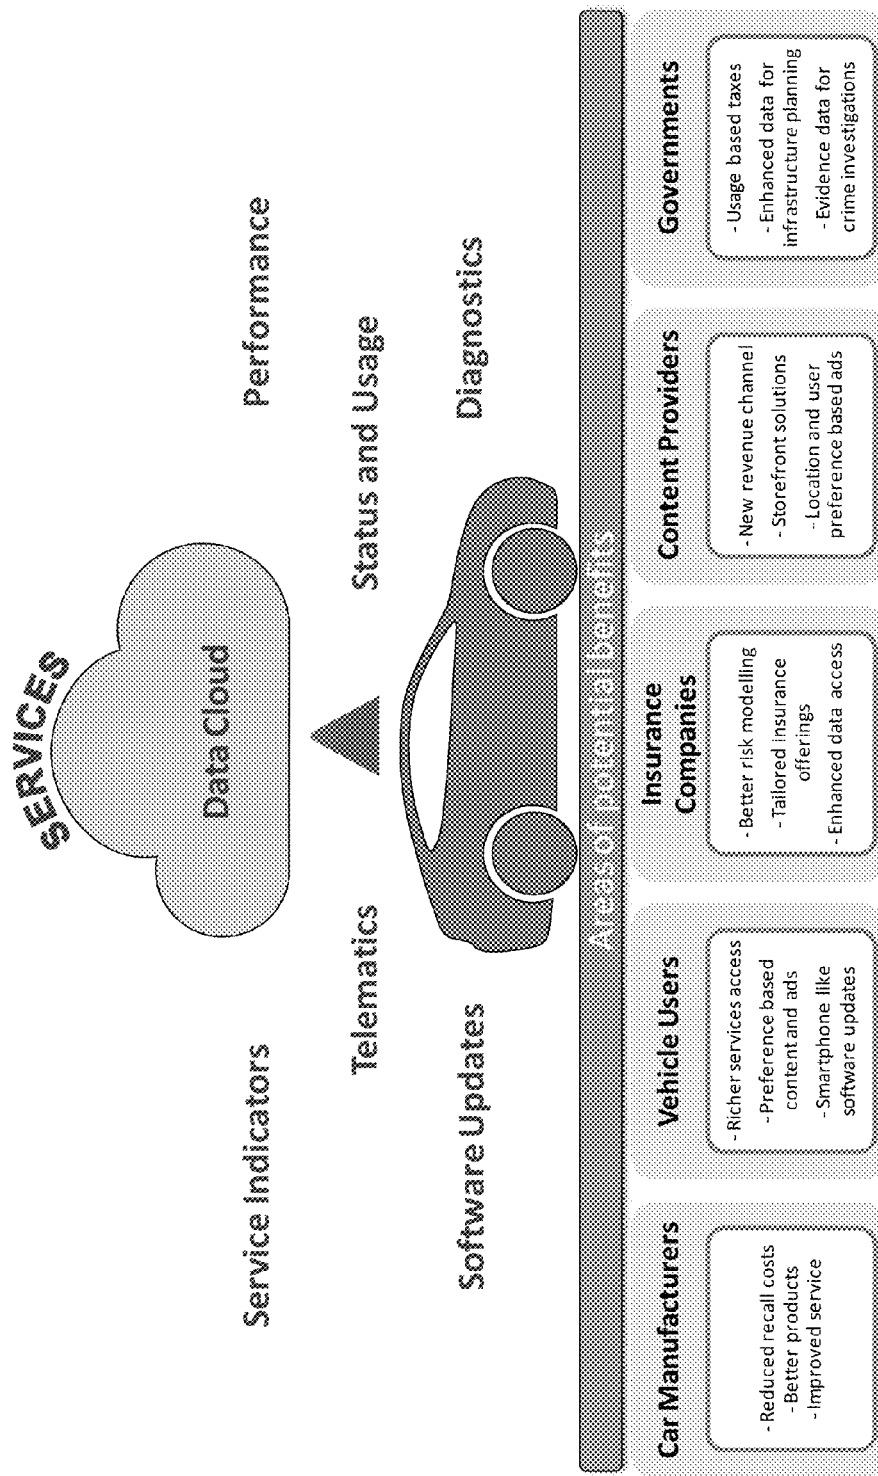 SERVICES
Data Cloud
Service Indicators
Performance
Telematics
Status and Usage
Software Updates
Diagnostics
Areas of potential benefits
Car Manufacturers
- Reduced recall costs
- Better products
- Improved service
Vehicle Users
- Richer services access
- Preference based
content and ads
- Smartphone like
software updates
Insurance
Companies
- Better risk modelling
- Tailored insurance
offerings
- Enhanced data access
Content Providers
- New revenue channel
- Storefront solutions
- Location and user
preference based ads
Governments
- Usage based taxes
- Enhanced data for
infrastructure planning
- Evidence data for
crime investigations